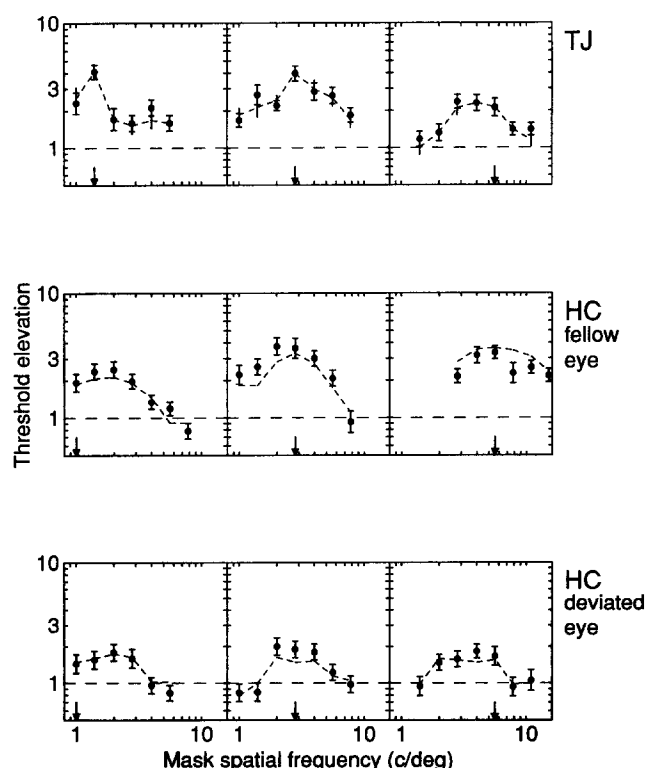 10
3
1
TJ
10
3
1
HC
fellow
eye
Threshold elevation
10
3
1
HC
deviated
eye
1 10 1 10 1 10
Mask spatial frequency (c/deg)